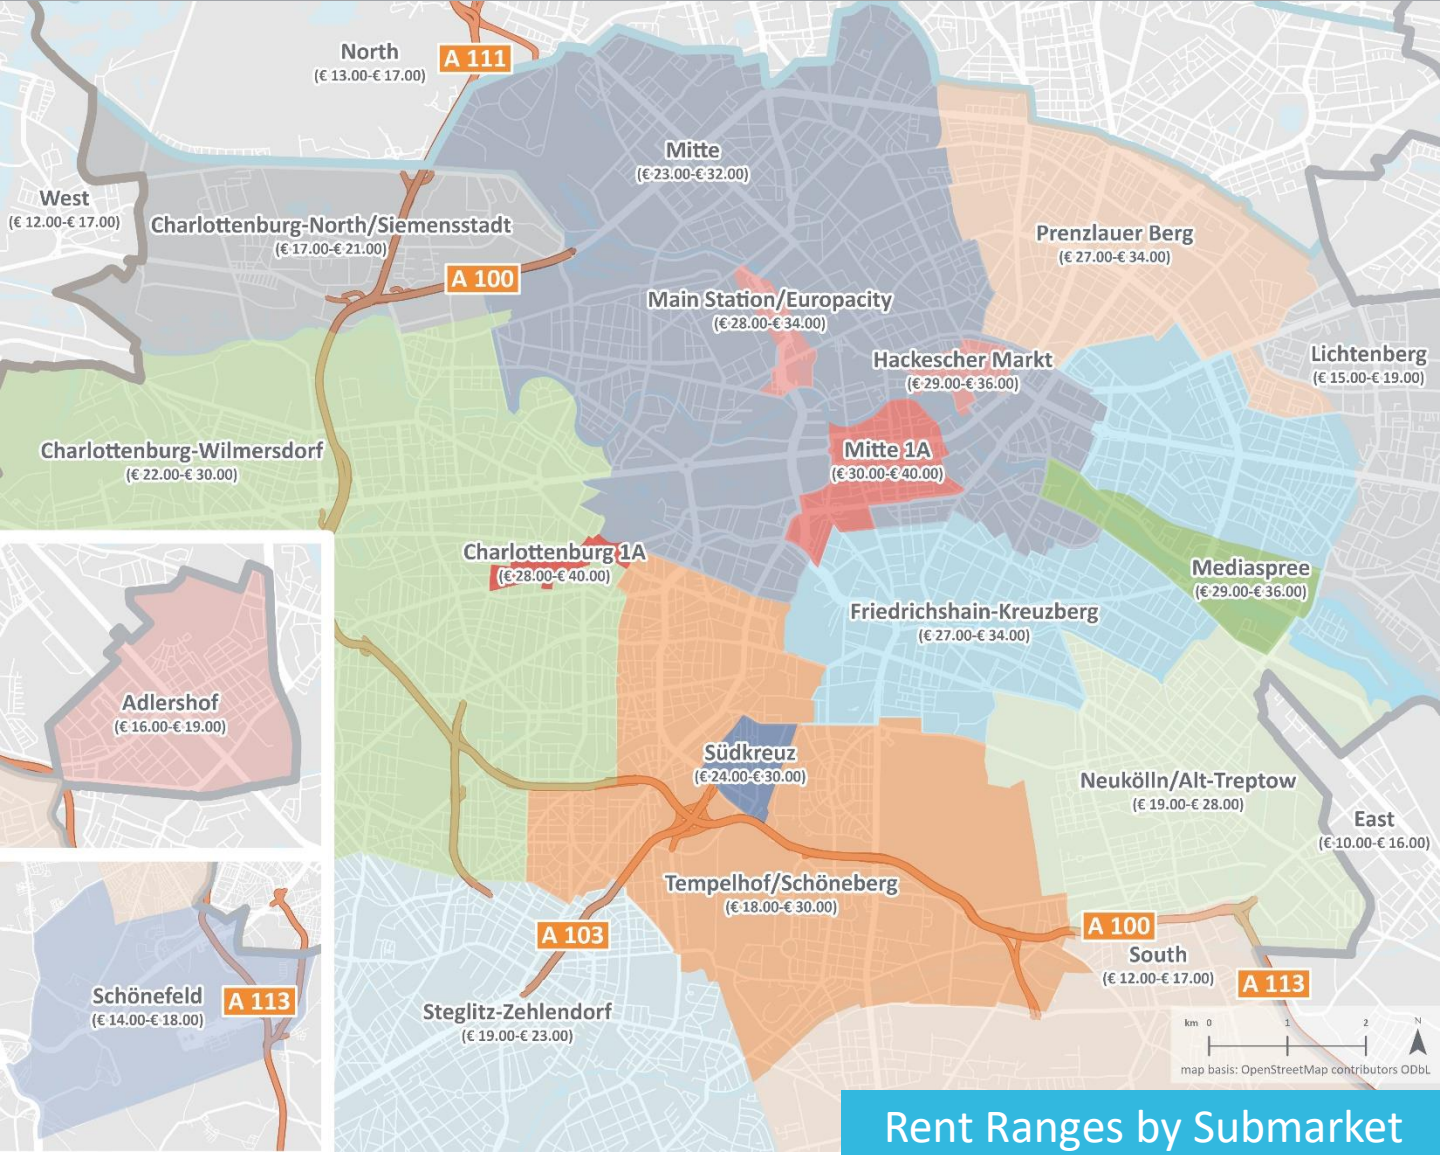 North
(€ 13.00-€ 17.00)
A 111
Mitte
(€ 23.00-€ 32.00)
West
(€ 12.00-€ 17.00)
Charlottenburg-North/Siemensstadt
(€ 17.00-€ 21.00)
A 100
Prenzlauer Berg
(€ 27.00-€ 34.00)
Main Station/Europacity
(€ 28.00-€ 34.00)
Hackescher Markt
(€ 29.00-€ 36.00)
Lichtenberg
(€ 15.00-€ 19.00)
Charlottenburg-Wilmersdorf
(€ 22.00-€ 30.00)
Mitte 1A
(€ 30.00-€ 40.00)
Charlottenburg 1A
(€ 28.00-€ 40.00)
Mediaspree
(€ 29.00-€ 36.00)
Friedrichshain-Kreuzberg
(€ 27.00-€ 34.00)
Adlershof
(€ 16.00-€ 19.00)
Südkreuz
(€ 24.00-€ 30.00)
Neukölln/Alt-Treptow
(€ 19.00-€ 28.00)
East
(€ 10.00-€ 16.00)
Tempelhof/Schöneberg
(€ 18.00-€ 30.00)
A 103
A 100
South
(€ 12.00-€ 17.00)
A 113
Schönefeld
(€ 14.00-€ 18.00)
A 113
Steglitz-Zehlendorf
(€ 19.00-€ 23.00)
km 0 1 2 N
map basis: OpenStreetMap contributors ODbL
Rent Ranges by Submarket